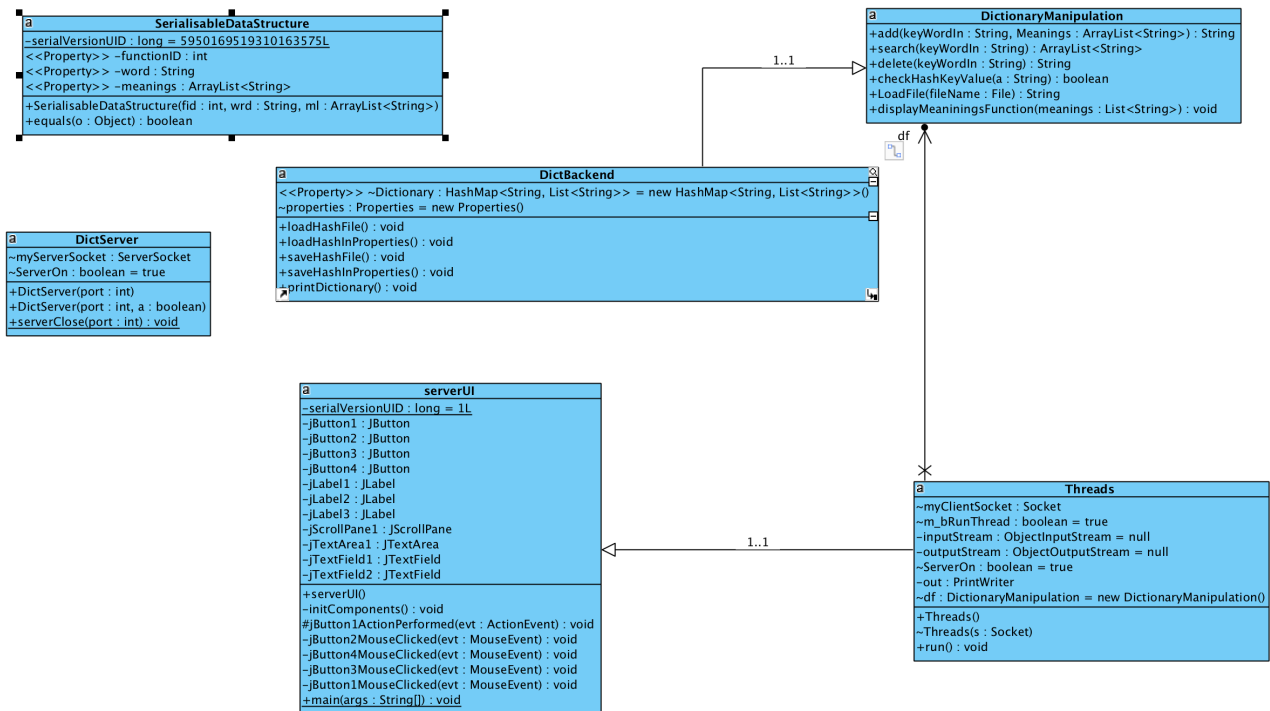 a
SerialisableDataStructure
-serialVersionUID : long = 5950169519310163575L
<<Property>> -functionID : int
<<Property>> -word : String
<<Property>> -meanings : ArrayList<String>
+SerialisableDataStructure(fid : int, wrd : String, ml : ArrayList<String>)
+equals(o : Object) : boolean
a
DictionaryManipulation
+add(keyWordIn : String, Meanings : ArrayList<String>) : String
+search(keyWordIn : String) : ArrayList<String>
+delete(keyWordIn : String) : String
+checkHashKeyValue(a : String) : boolean
+LoadFile(fileName : File) : String
+displayMeaniningsFunction(meanings : List<String>) : void
1..1
df
a
DictBackend
<<Property>> ~Dictionary : HashMap<String, List<String>> = new HashMap<String, List<String>>()
~properties : Properties = new Properties()
+loadHashFile() : void
+loadHashInProperties() : void
+saveHashFile() : void
+saveHashInProperties() : void
printDictionary() : void
a
DictServer
~myServerSocket : ServerSocket
~ServerOn : boolean = true
+DictServer(port : int)
+DictServer(port : int, a : boolean)
+serverClose(port : int) : void
a
serverUI
-serialVersionUID : long = 1L
-jButton1 : JButton
-jButton2 : JButton
-jButton3 : JButton
-jButton4 : JButton
-jLabel1 : JLabel
-jLabel2 : JLabel
-jLabel3 : JLabel
-jScrollPane1 : JScrollPane
-jTextArea1 : JTextArea
-jTextField1 : JTextField
-jTextField2 : JTextField
+serverUI()
-initComponents() : void
#jButton1ActionPerformed(evt : ActionEvent) : void
-jButton2MouseClicked(evt : MouseEvent) : void
-jButton4MouseClicked(evt : MouseEvent) : void
-jButton3MouseClicked(evt : MouseEvent) : void
-jButton1MouseClicked(evt : MouseEvent) : void
+main(args : String[]) : void
1..1
a
Threads
~myClientSocket : Socket
~m_bRunThread : boolean = true
-inputStream : ObjectInputStream = null
-outputStream : ObjectOutputStream = null
~ServerOn : boolean = true
-out : PrintWriter
~df : DictionaryManipulation = new DictionaryManipulation()
+Threads()
~Threads(s : Socket)
+run() : void